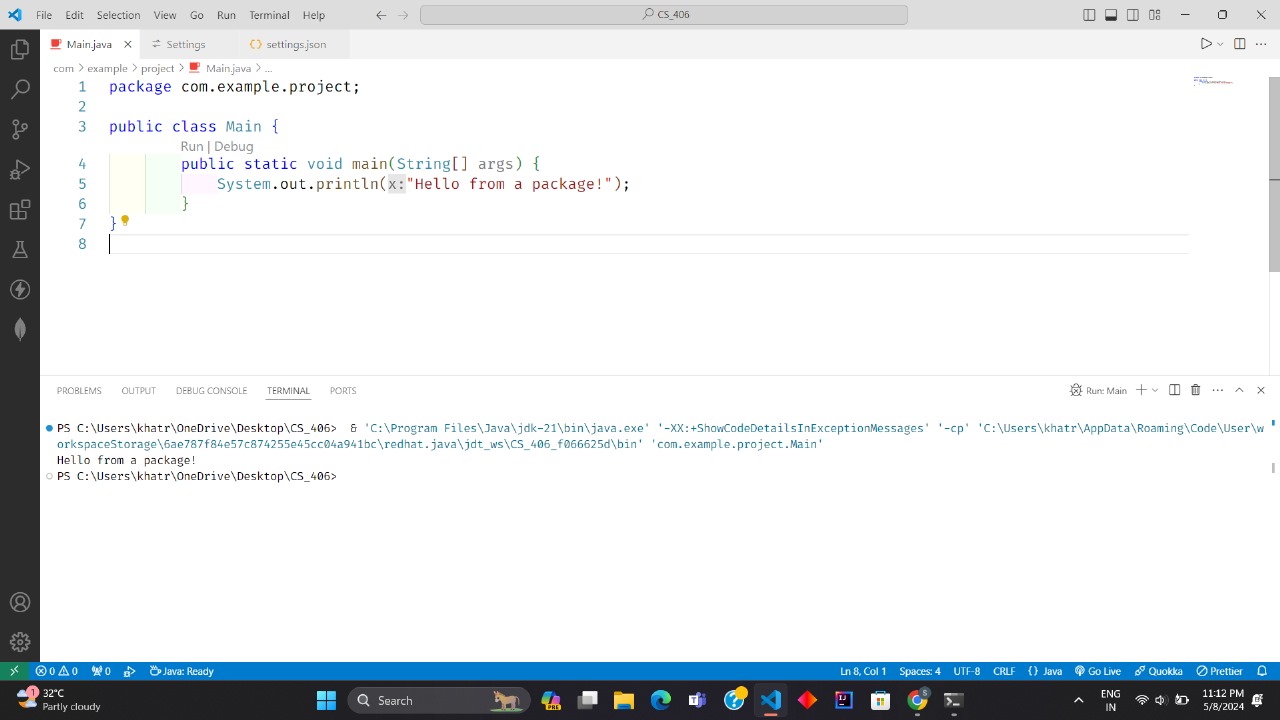 File Edit Selection View Go Run Terminal Help
CS_406
Main.java
Settings
settings.json
com > example > project > Main.java > ...
1 package com.example.project;
2
3 public class Main {
Run | Debug
4 public static void main(String[] args) {
5 System.out.println(x:"Hello from a package!");
6 }
7 }
8
PROBLEMS OUTPUT DEBUG CONSOLE TERMINAL PORTS
Run: Main
PS C:\Users\khatr\OneDrive\Desktop\CS_406> & 'C:\Program Files\Java\jdk-21\bin\java.exe' '-XX:+ShowCodeDetailsInExceptionMessages' '-cp' 'C:\Users\khatr\AppData\Roaming\Code\User\w
orkspaceStorage\6ae787f84e57c874255e45cc04a941bc\redhat.java\jdt_ws\CS_406_f066625d\bin' 'com.example.project.Main'
Hello from a package!
PS C:\Users\khatr\OneDrive\Desktop\CS_406>
0 0 0 Java: Ready Ln 8, Col 1 Spaces: 4 UTF-8 CRLF {} Java Go Live Quokka Prettier
1
32°C
Partly cloudy
Search
PRE
S
ENG
IN
11:12 PM
5/8/2024